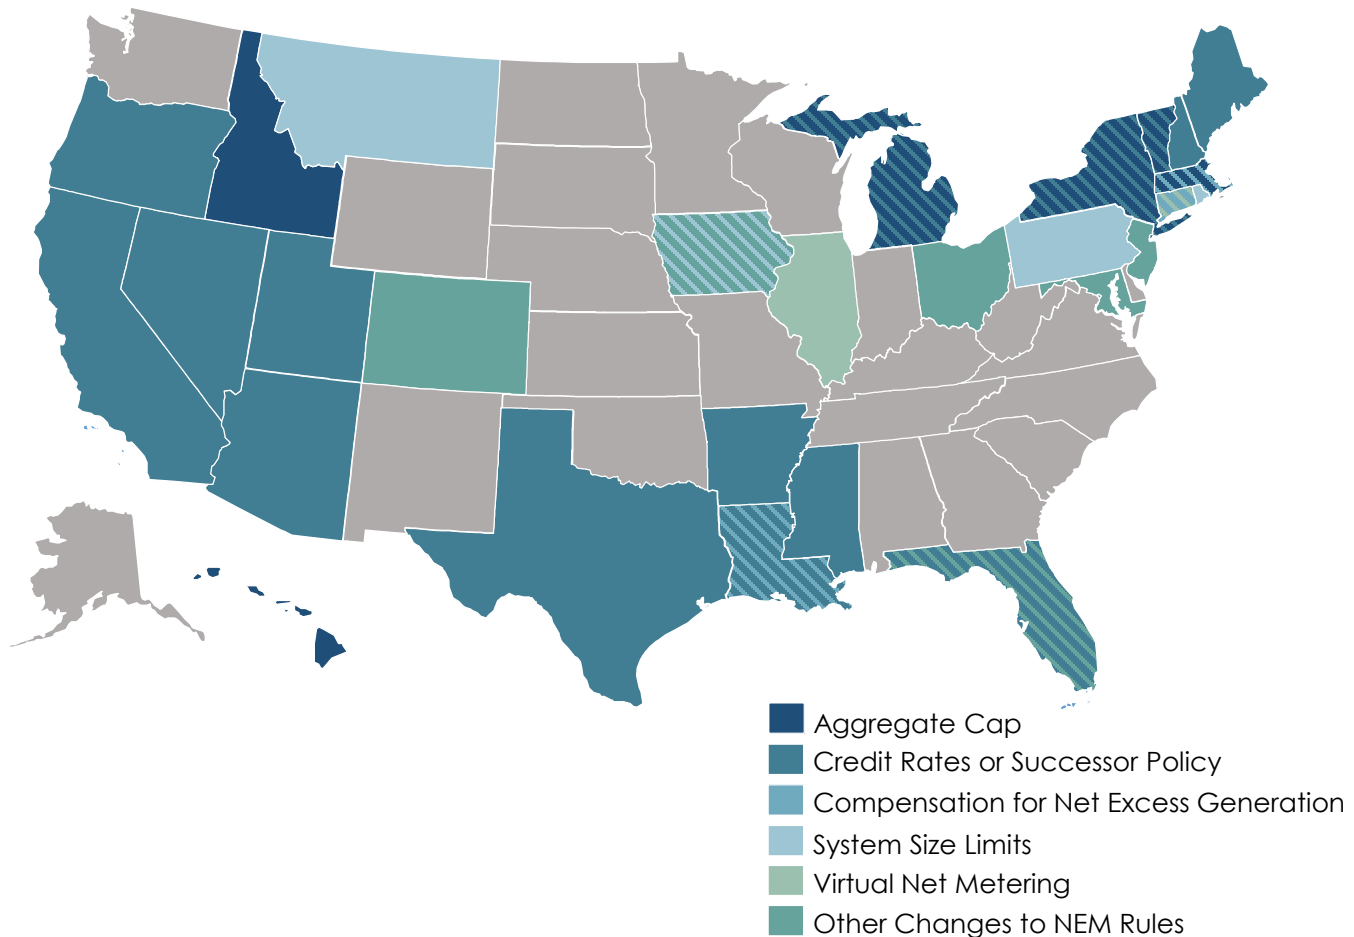 Aggregate Cap
Credit Rates or Successor Policy
Compensation for Net Excess Generation
System Size Limits
Virtual Net Metering
Other Changes to NEM Rules